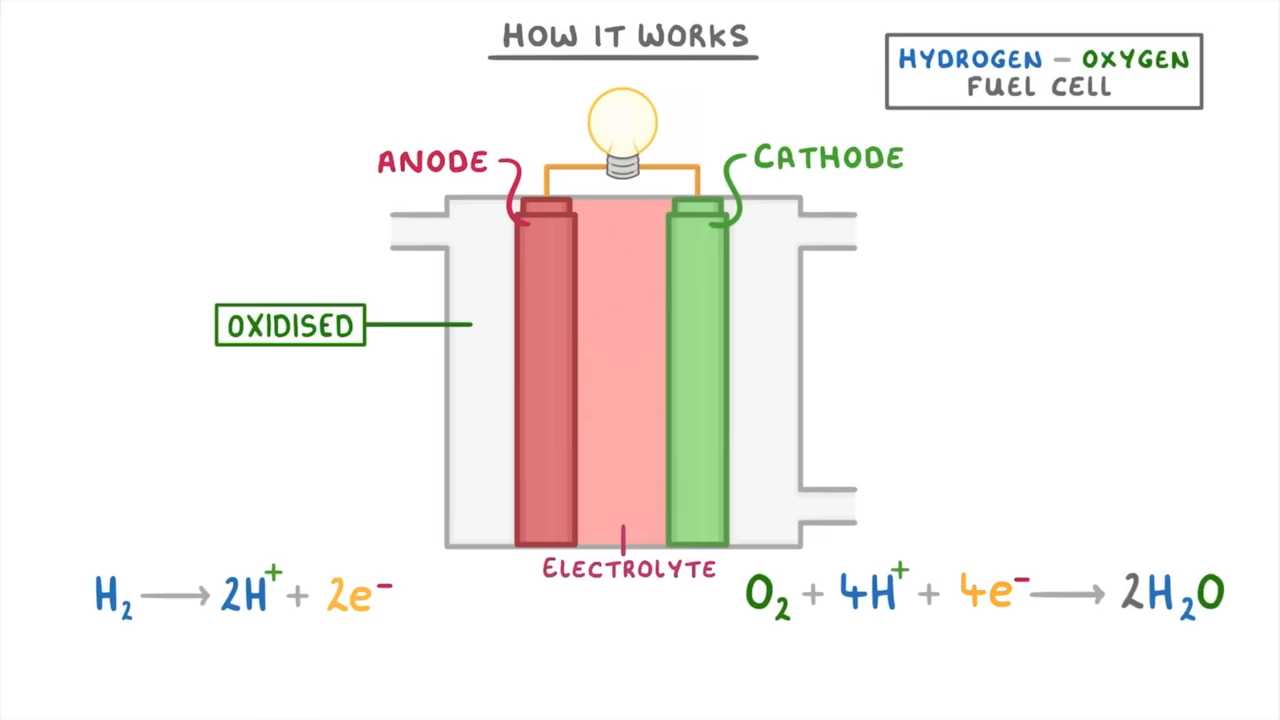 HOW IT WORKS
HYDROGEN – OXYGEN
FUEL CELL
ANODE
CATHODE
OXIDISED
ELECTROLYTE
H₂ → 2H⁺ + 2e⁻
O₂ + 4H⁺ + 4e⁻ → 2H₂O